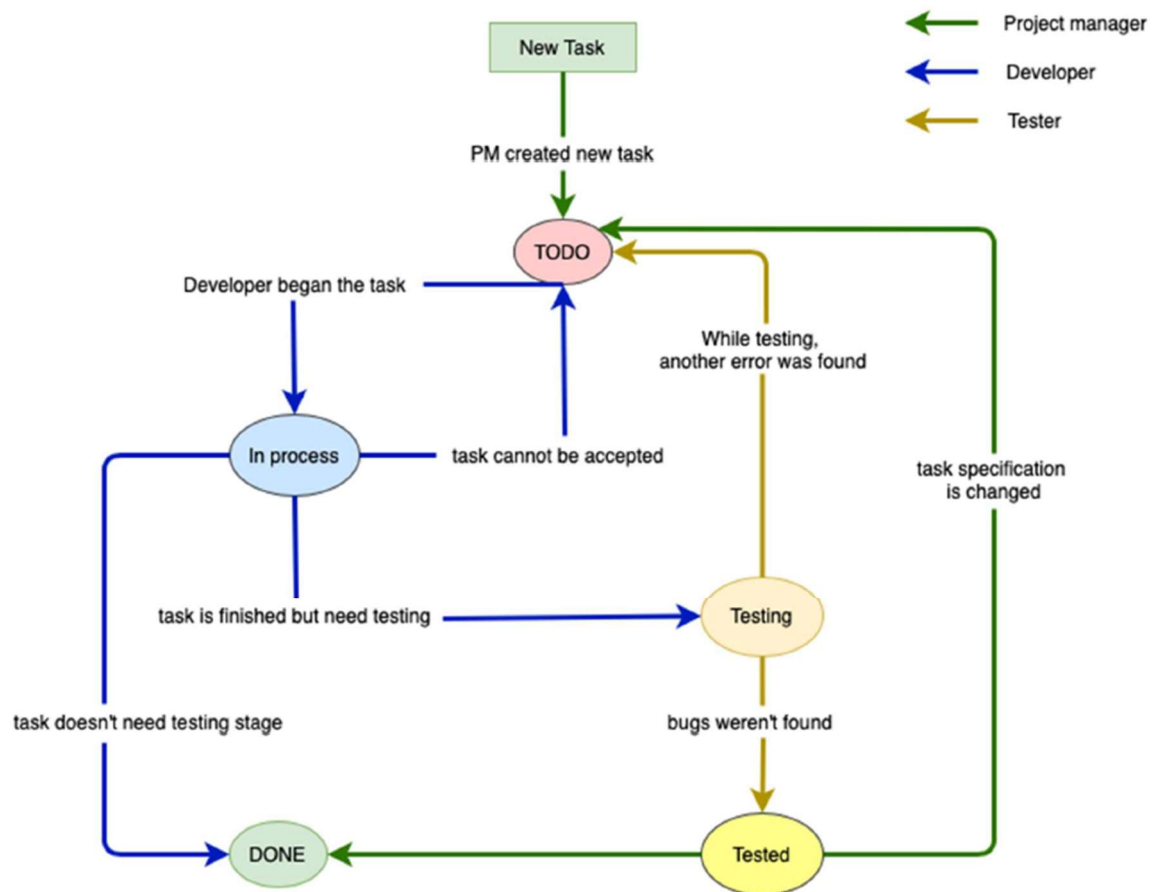 New Task
Project manager
Developer
Tester
PM created new task
TODO
Developer began the task
While testing,
another error was found
In process
task cannot be accepted
task specification
is changed
task is finished but need testing
Testing
task doesn't need testing stage
bugs weren't found
DONE
Tested